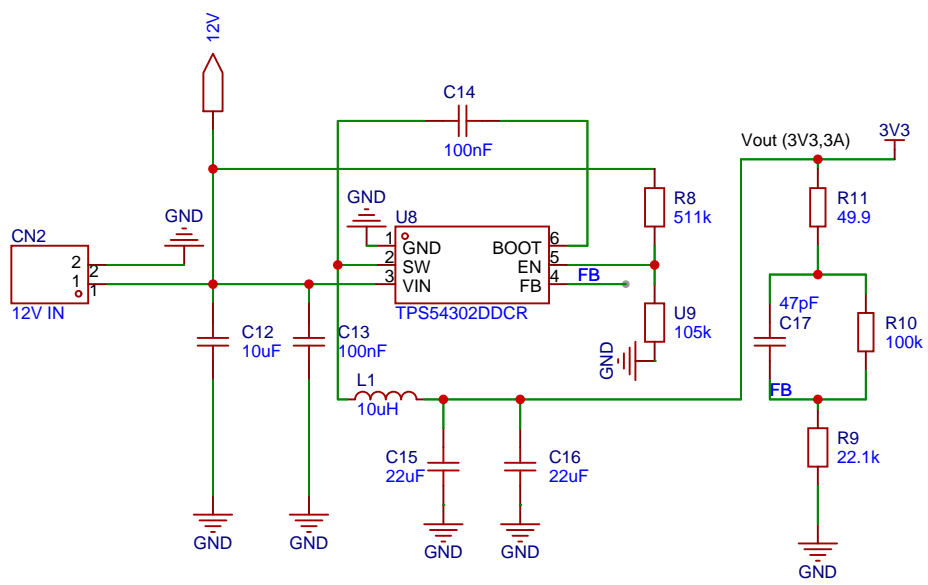 12V
C14
100nF
Vout (3V3,3A)
3V3
R11
49.9
R8
511k
GND
CN2
GND
U8
1
GND
BOOT
6
2
SW
EN
5
3
VIN
FB
4
FB
TPS54302DDCR
2
2
1
1
12V IN
C12
10uF
C13
100nF
U9
105k
GND
47pF
C17
R10
100k
FB
L1
10uH
R9
22.1k
C15
22uF
C16
22uF
GND
GND
GND
GND
GND